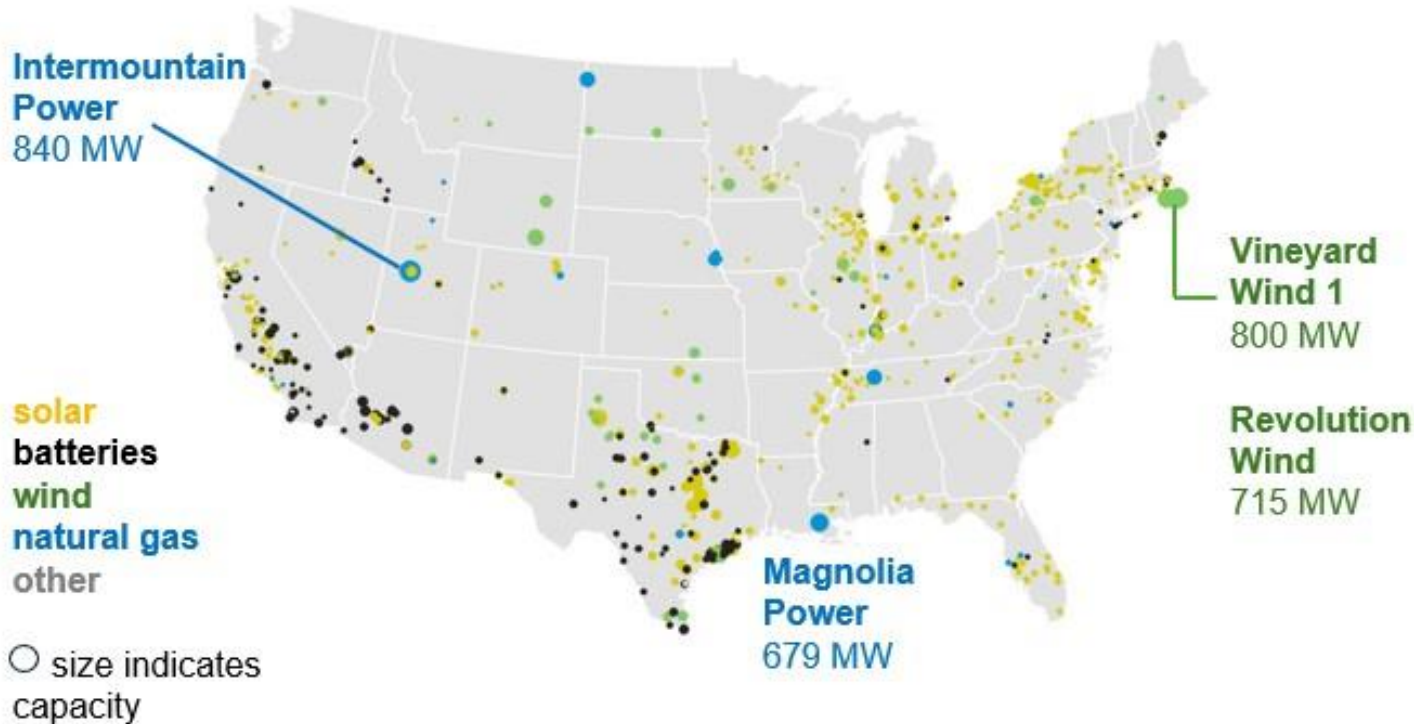 Intermountain
Power
840 MW
Vineyard
Wind 1
800 MW
Revolution
Wind
715 MW
solar
batteries
wind
natural gas
other
Magnolia
Power
679 MW
size indicates
capacity